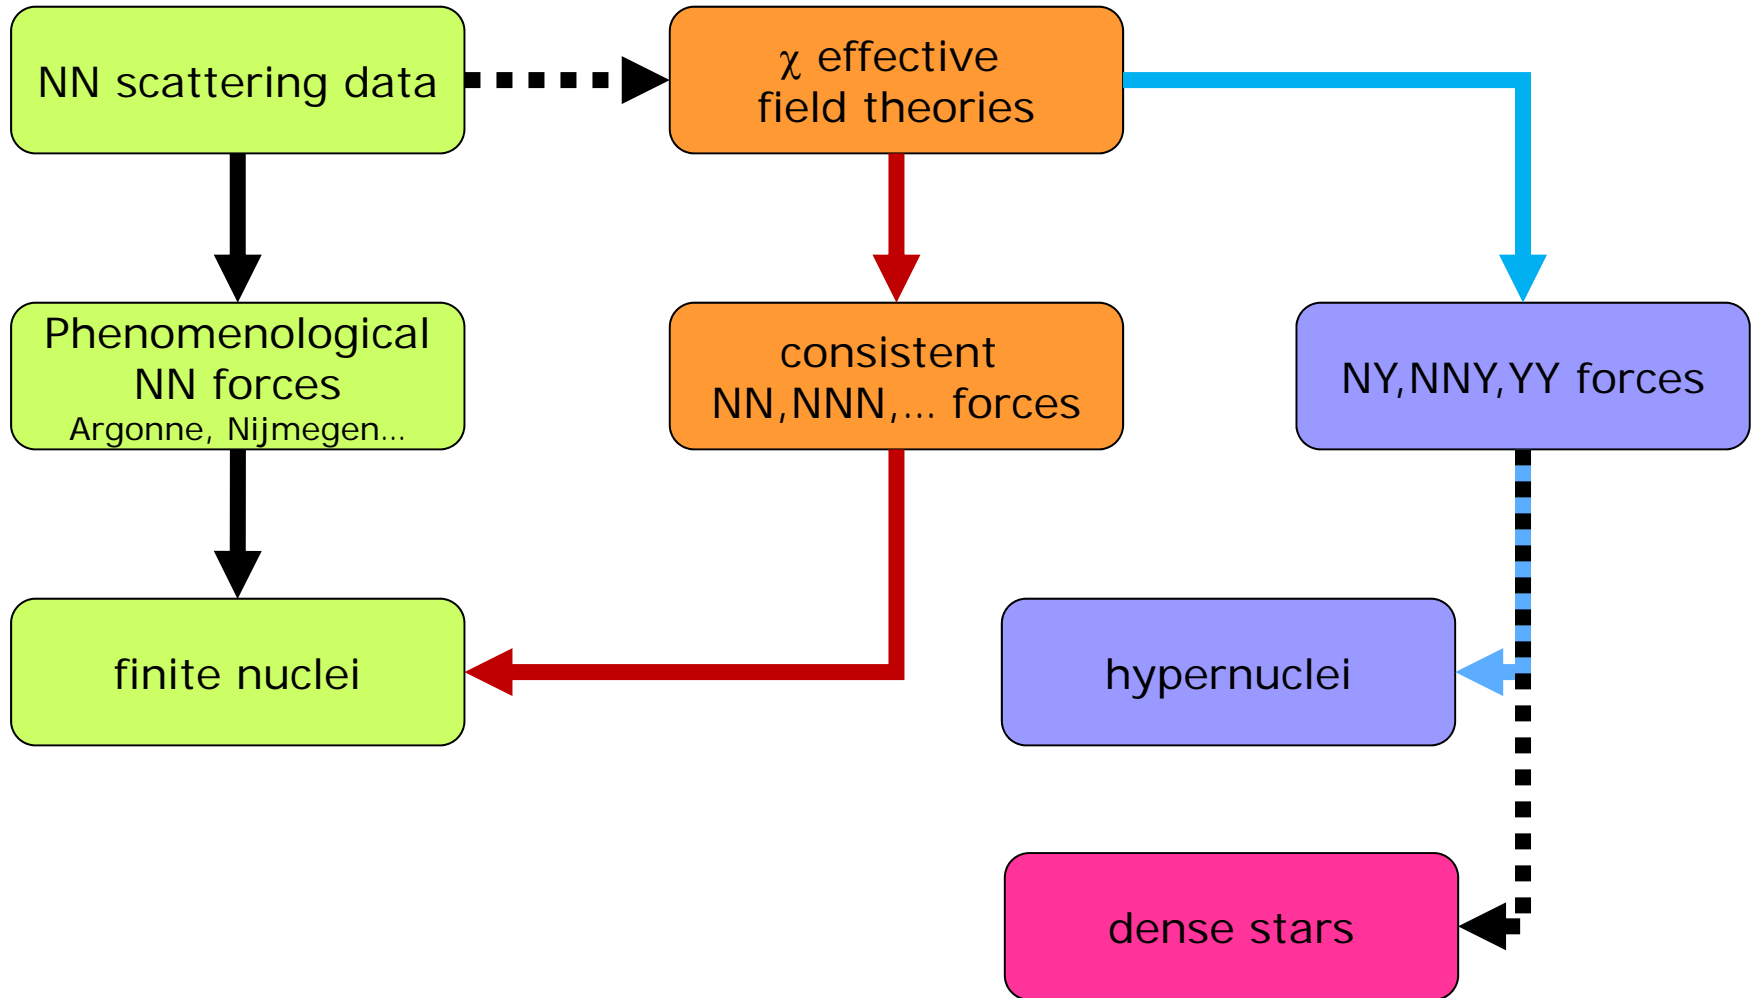 NN scattering data
χ effective
field theories
Phenomenological
NN forces
Argonne, Nijmegen...
consistent
NN,NNN,... forces
NY,NNY,YY forces
finite nuclei
hypernuclei
dense stars